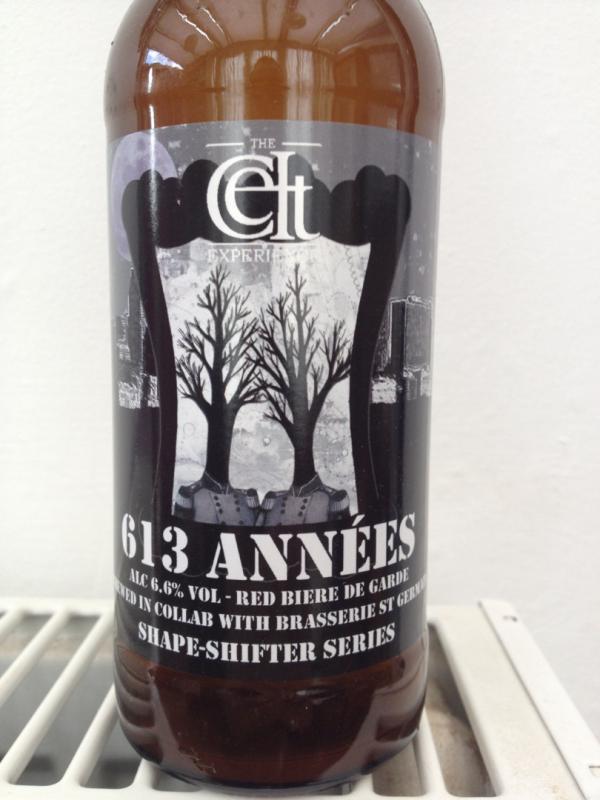 THE
Celt
EXPERIENCE
613 ANNÉES
ALC 6.6% VOL - RED BIERE DE GARDE
IN COLLAB WITH BRASSERIE ST
SHAPE-SHIFTER SERIES